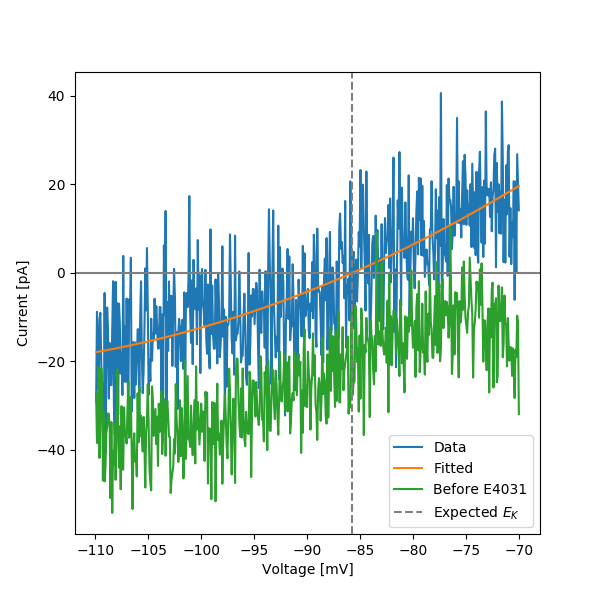 40
20
0
−20
−40
Current [pA]
−110
−105
−100
−95
−90
−85
−80
−75
−70
Voltage [mV]
Data
Fitted
Before E4031
Expected E_K